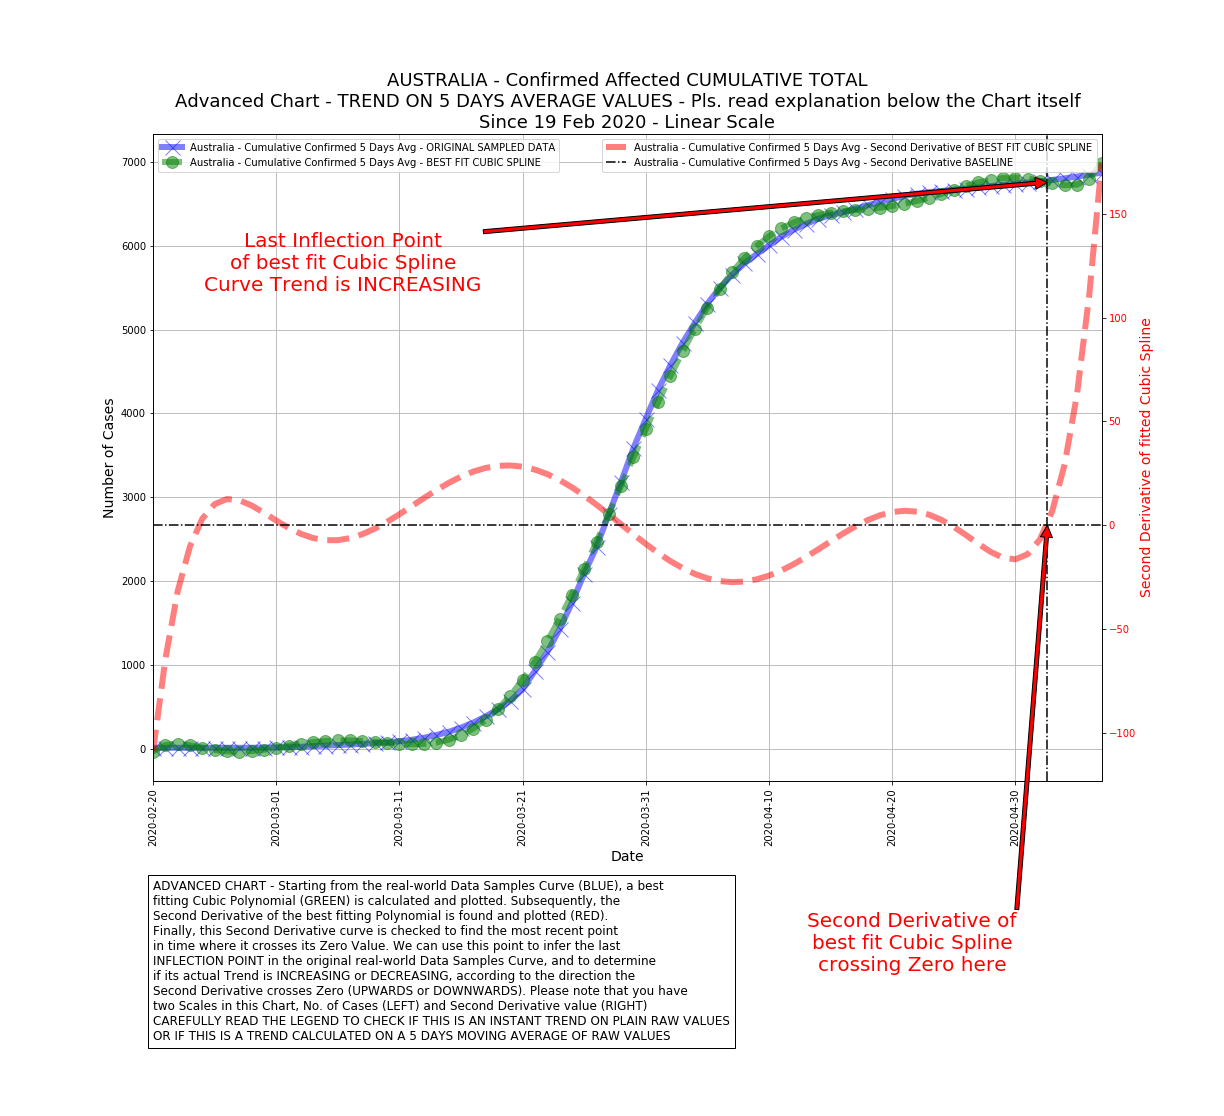 AUSTRALIA - Confirmed Affected CUMULATIVE TOTAL
Advanced Chart - TREND ON 5 DAYS AVERAGE VALUES - Pls. read explanation below the Chart itself
Since 19 Feb 2020 - Linear Scale
Australia - Cumulative Confirmed 5 Days Avg - ORIGINAL SAMPLED DATA
Australia - Cumulative Confirmed 5 Days Avg - BEST FIT CUBIC SPLINE
Australia - Cumulative Confirmed 5 Days Avg - Second Derivative of BEST FIT CUBIC SPLINE
Australia - Cumulative Confirmed 5 Days Avg - Second Derivative BASELINE
Last Inflection Point
of best fit Cubic Spline
Curve Trend is INCREASING
Number of Cases
7000
6000
5000
4000
3000
2000
1000
0
150
100
50
0
−50
−100
Second Derivative of fitted Cubic Spline
2020-02-20
2020-03-01
2020-03-11
2020-03-21
2020-03-31
2020-04-10
2020-04-20
2020-04-30
Date
Second Derivative of
best fit Cubic Spline
crossing Zero here
ADVANCED CHART - Starting from the real-world Data Samples Curve (BLUE), a best
fitting Cubic Polynomial (GREEN) is calculated and plotted. Subsequently, the
Second Derivative of the best fitting Polynomial is found and plotted (RED).
Finally, this Second Derivative curve is checked to find the most recent point
in time where it crosses its Zero Value. We can use this point to infer the last
INFLECTION POINT in the original real-world Data Samples Curve, and to determine
if its actual Trend is INCREASING or DECREASING, according to the direction the
Second Derivative crosses Zero (UPWARDS or DOWNWARDS). Please note that you have
two Scales in this Chart, No. of Cases (LEFT) and Second Derivative value (RIGHT)
CAREFULLY READ THE LEGEND TO CHECK IF THIS IS AN INSTANT TREND ON PLAIN RAW VALUES
OR IF THIS IS A TREND CALCULATED ON A 5 DAYS MOVING AVERAGE OF RAW VALUES